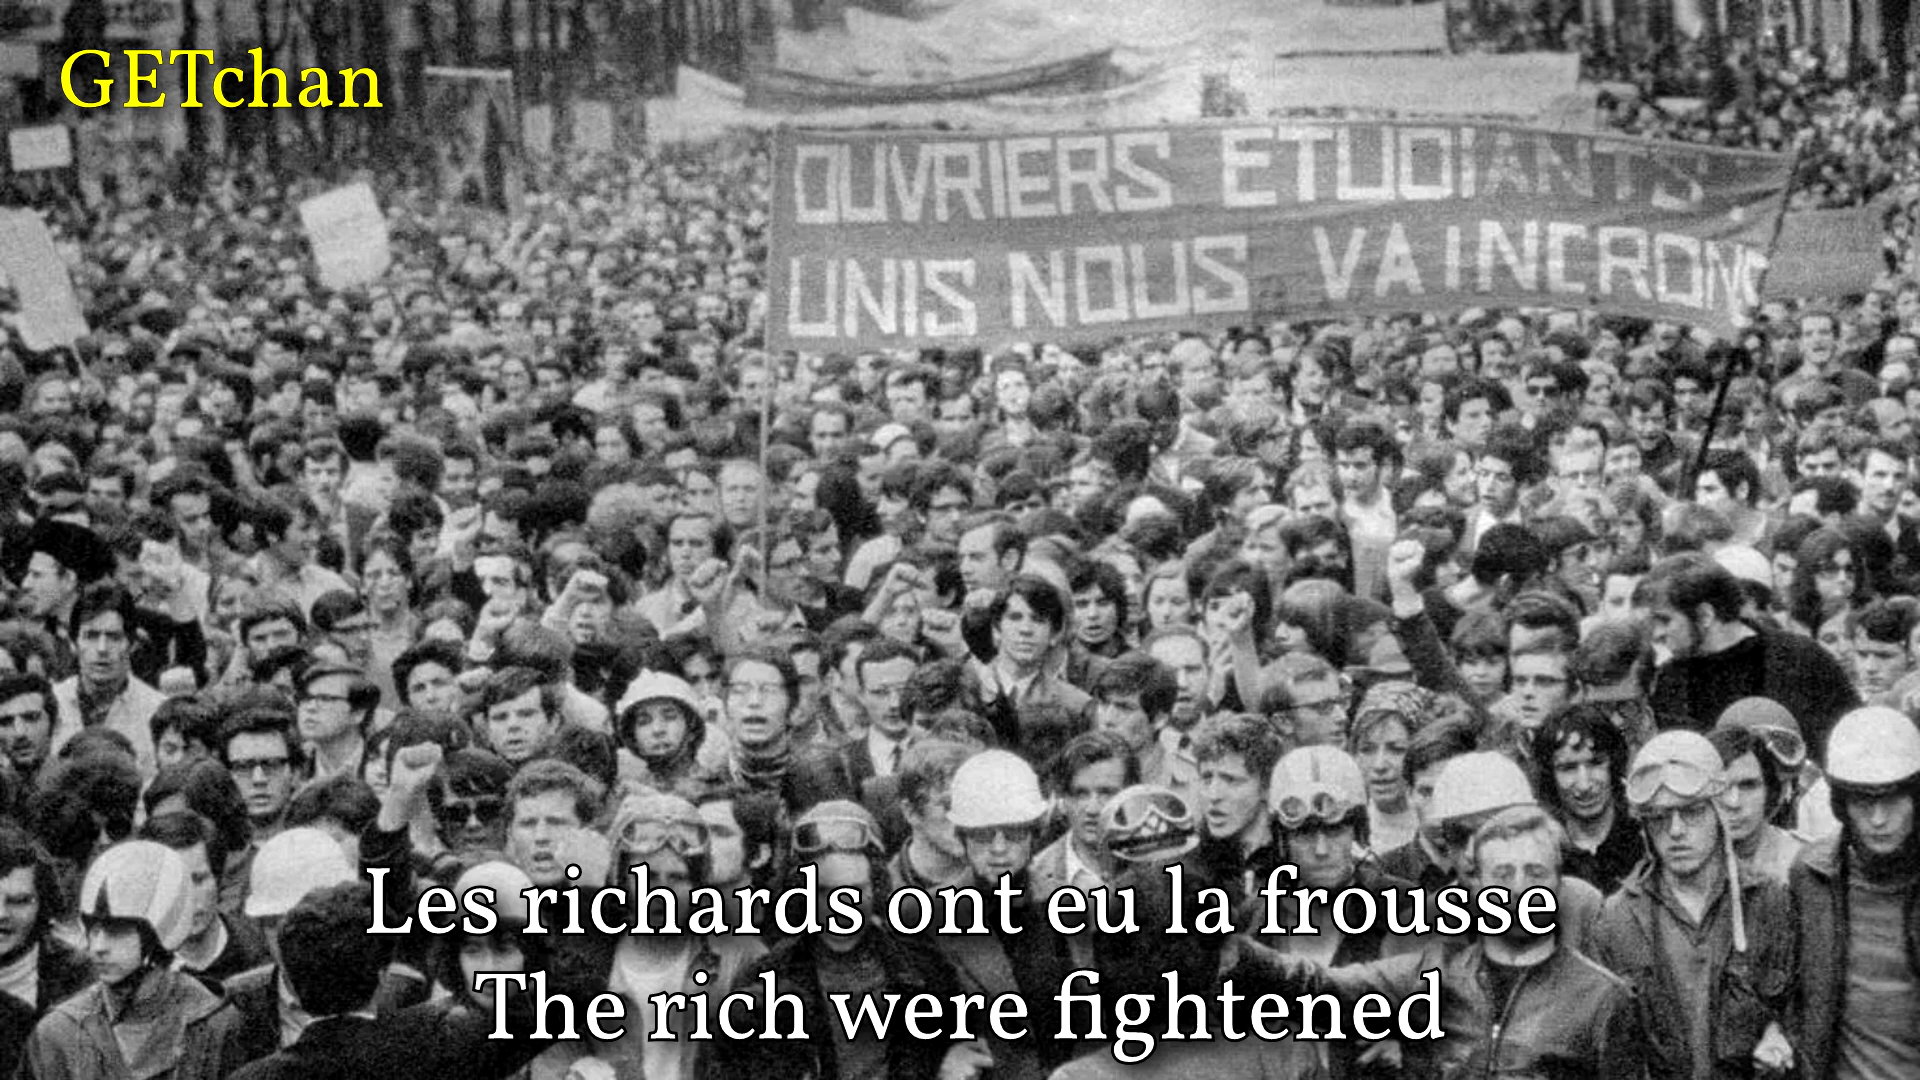 GETchan
OUVRIERS ETUDIANTS
UNIS NOUS VAINCRONS
Les richards ont eu la frousse
The rich were fightened